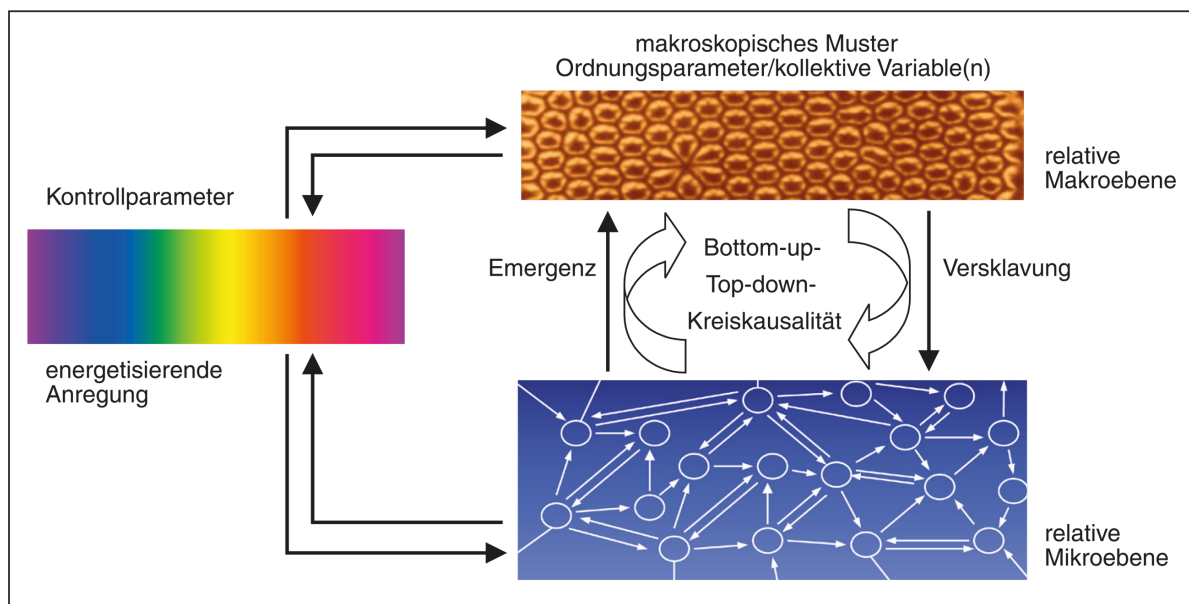 makroskopisches Muster
Ordnungsparameter/kollektive Variable(n)
relative
Makroebene
Kontrollparameter
Emergenz
Bottom-up-
Top-down-
Kreiskausalität
Versklavung
energetisierende
Anregung
relative
Mikroebene